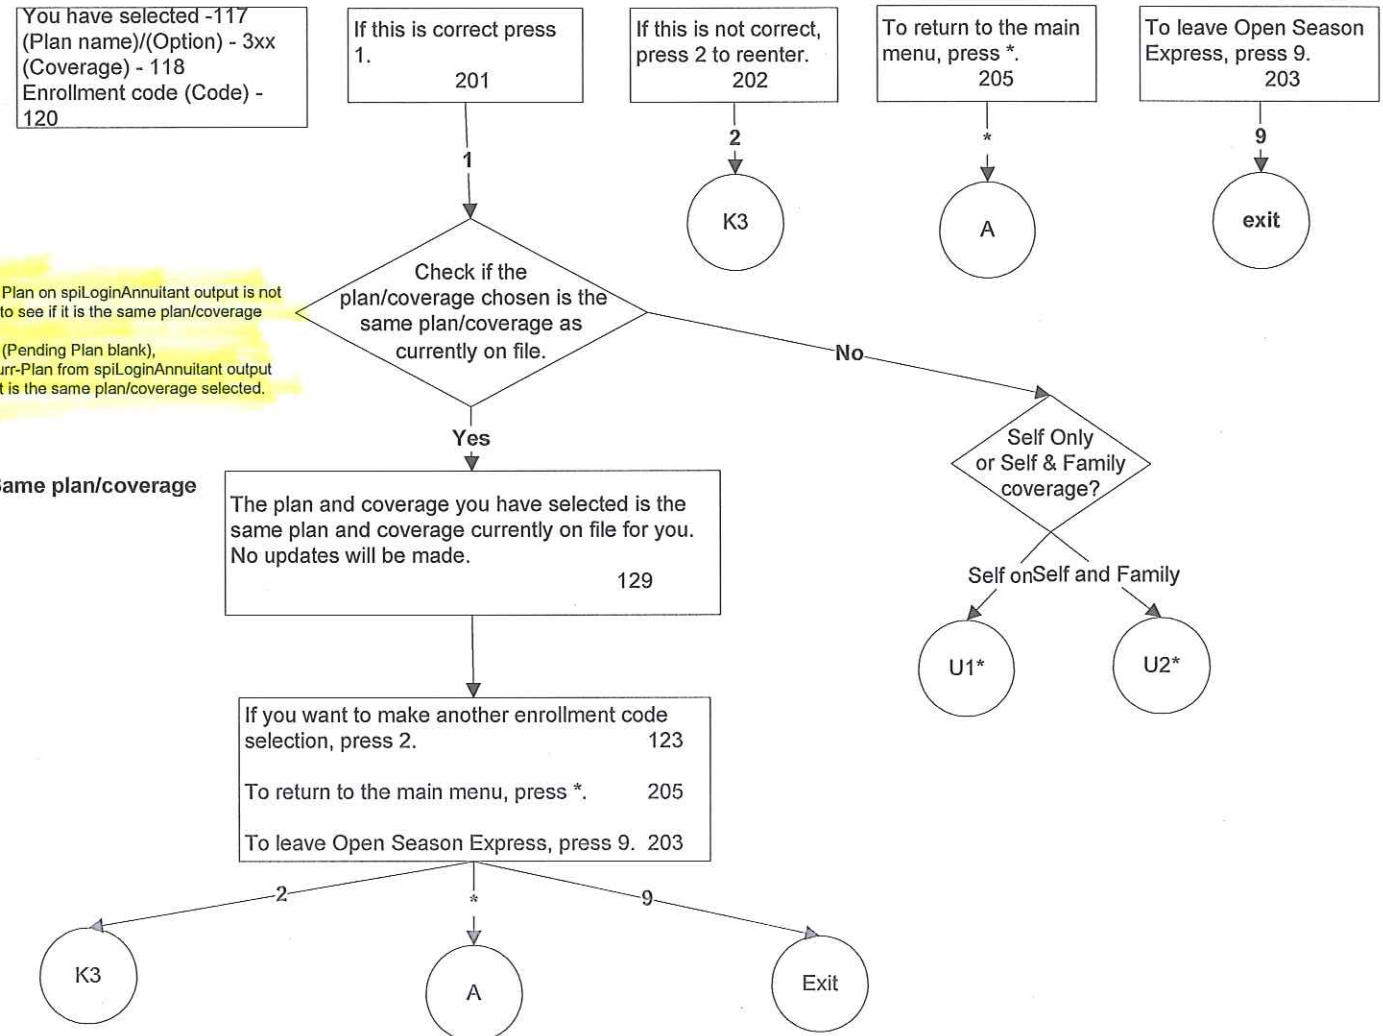 You have selected -117
(Plan name)/(Option) - 3xx
(Coverage) - 118
Enrollment code (Code) -
120
If this is correct press
1.
201
If this is not correct,
press 2 to reenter.
202
To return to the main
menu, press *.
205
To leave Open Season
Express, press 9.
203
1
2
*
9
K3
A
exit
Plan on spiLoginAnnuitant output is not
to see if it is the same plan/coverage
(Pending Plan blank),
urr-Plan from spiLoginAnnuitant output
t is the same plan/coverage selected.
Check if the
plan/coverage chosen is the
same plan/coverage as
currently on file.
No
Yes
Self Only
or Self & Family
coverage?
Same plan/coverage
The plan and coverage you have selected is the
same plan and coverage currently on file for you.
No updates will be made.
129
Self on
Self and Family
U1*
U2*
If you want to make another enrollment code
selection, press 2. 123
To return to the main menu, press *. 205
To leave Open Season Express, press 9. 203
2
*
9
K3
A
Exit